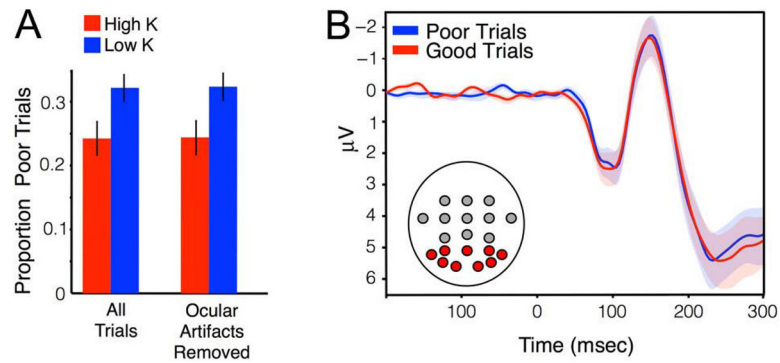 A
High K
Low K
Proportion Poor Trials
0.3
0.2
0.1
0
All
Trials
Ocular
Artifacts
Removed
B
Poor Trials
Good Trials
μV
−2
−1
0
1
2
3
4
5
6
100
0
100
200
300
Time (msec)